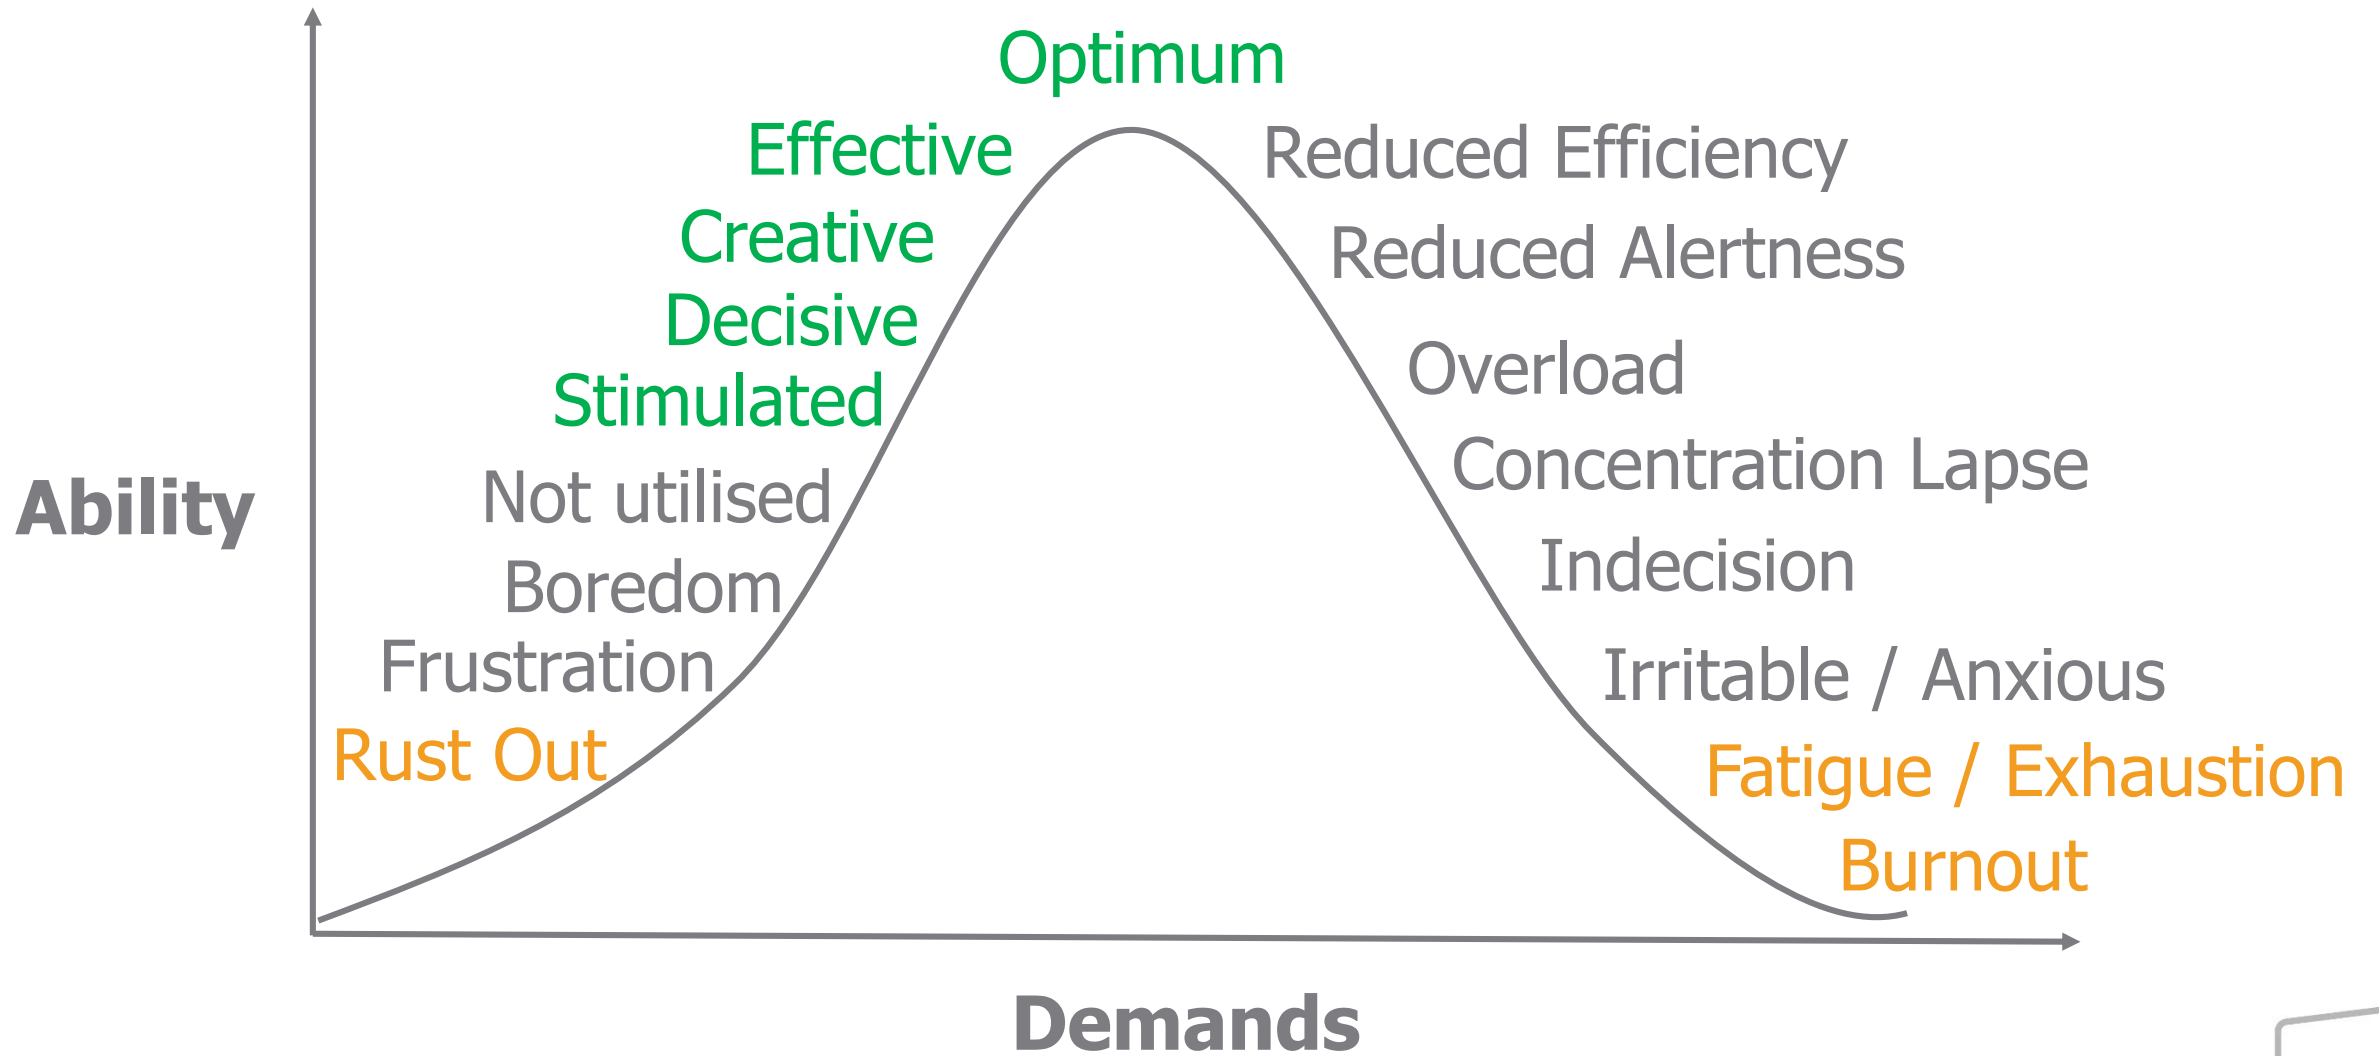 Optimum
Effective
Creative
Decisive
Stimulated
Not utilised
Boredom
Frustration
Rust Out
Reduced Efficiency
Reduced Alertness
Overload
Concentration Lapse
Indecision
Irritable / Anxious
Fatigue / Exhaustion
Burnout
Ability
Demands